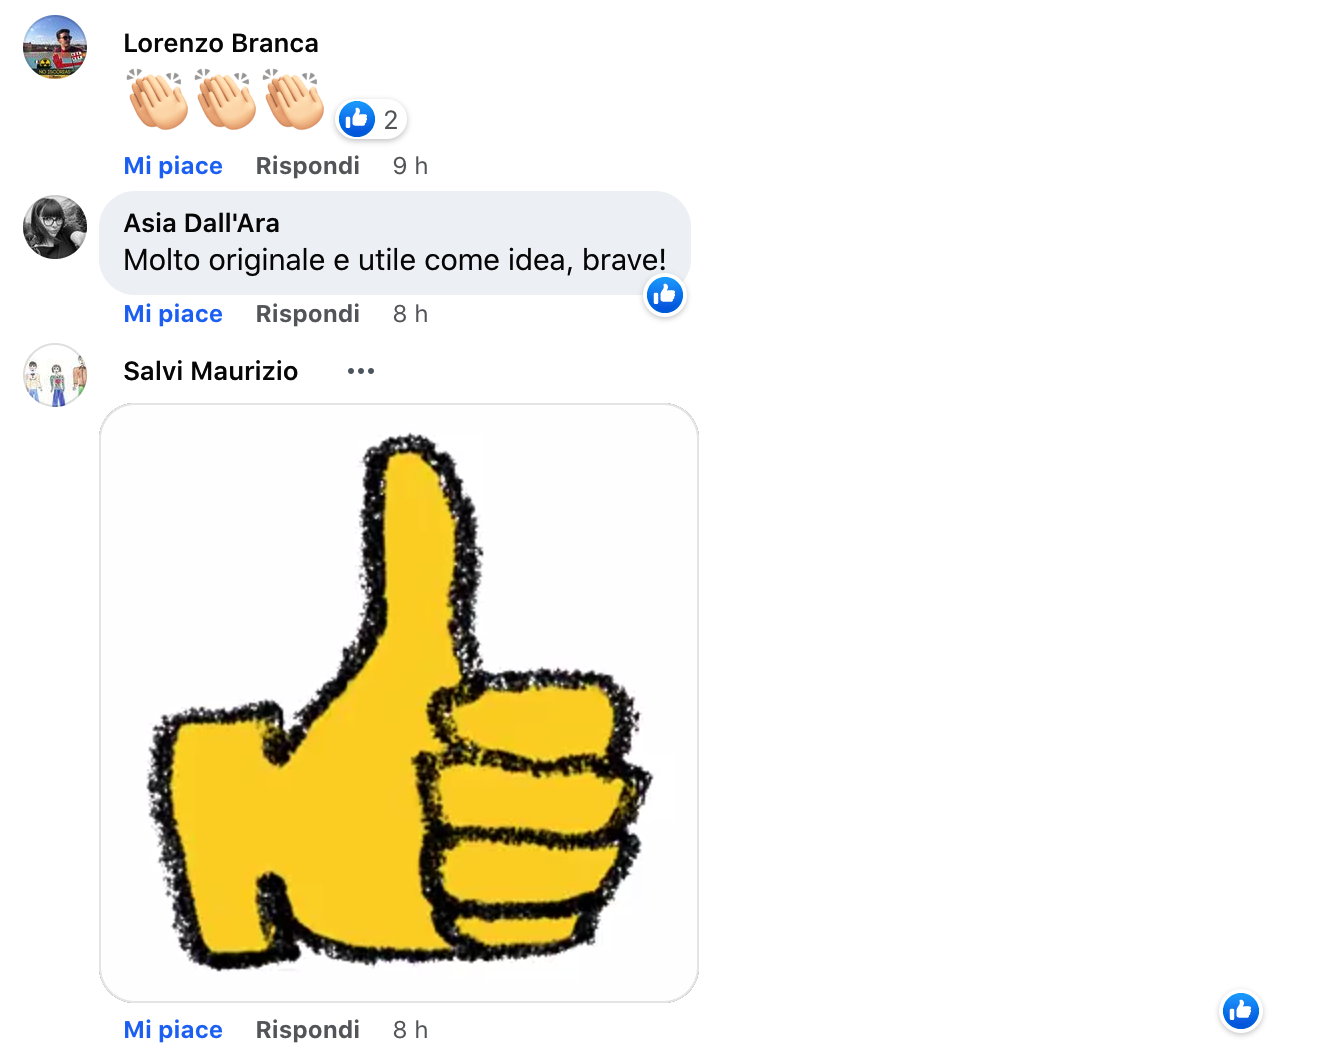 Lorenzo Branca
👏🏻👏🏻👏🏻 2
Mi piace Rispondi 9 h
Asia Dall'Ara
Molto originale e utile come idea, brave!
Mi piace Rispondi 8 h
Salvi Maurizio
Mi piace Rispondi 8 h